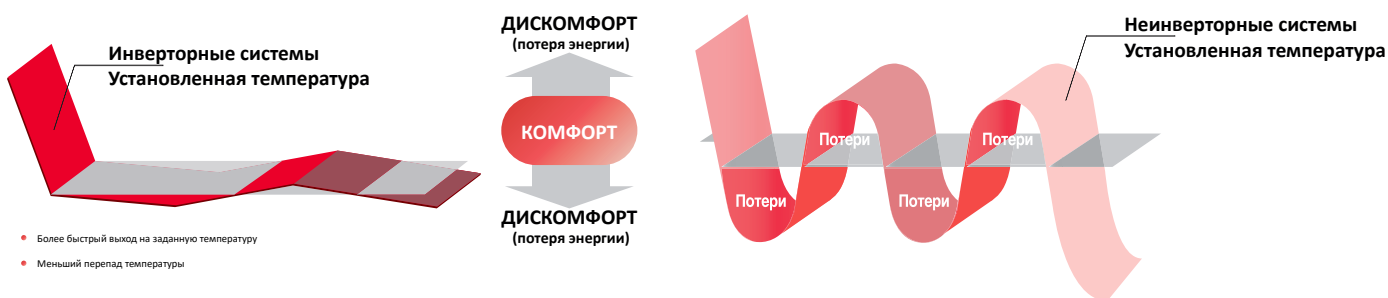 Инверторные системы
Установленная температура
Более быстрый выход на заданную температуру
Меньший перепад температуры
ДИСКОМФОРТ
(потеря энергии)
КОМФОРТ
ДИСКОМФОРТ
(потеря энергии)
Неинверторные системы
Установленная температура
Потери
Потери
Потери
Потери